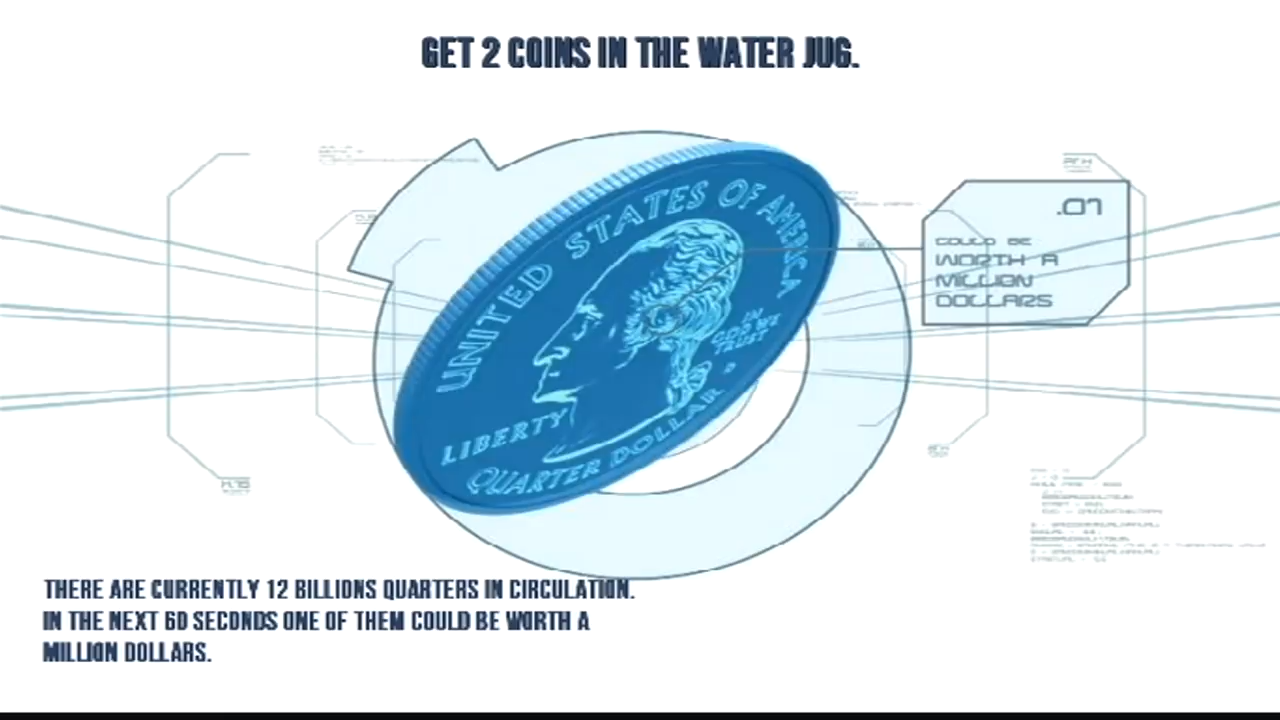 GET 2 COINS IN THE WATER JUG.
UNITED STATES OF AMERICA
IN
GOD WE
TRUST
LIBERTY
QUARTER DOLLAR
.01
COULD BE
WORTH A
MILLION
DOLLARS
THERE ARE CURRENTLY 12 BILLIONS QUARTERS IN CIRCULATION.
IN THE NEXT 60 SECONDS ONE OF THEM COULD BE WORTH A
MILLION DOLLARS.